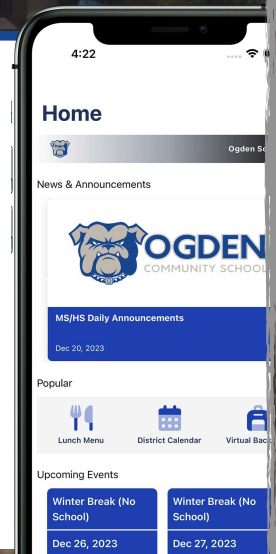 4:22
Home
Ogden Sc
News & Announcements
OGDEN
COMMUNITY SCHOOL
MS/HS Daily Announcements
Dec 20, 2023
Popular
Lunch Menu District Calendar Virtual Bac
Upcoming Events
Winter Break (No School) Winter Break (No School)
Dec 26, 2023 Dec 27, 2023